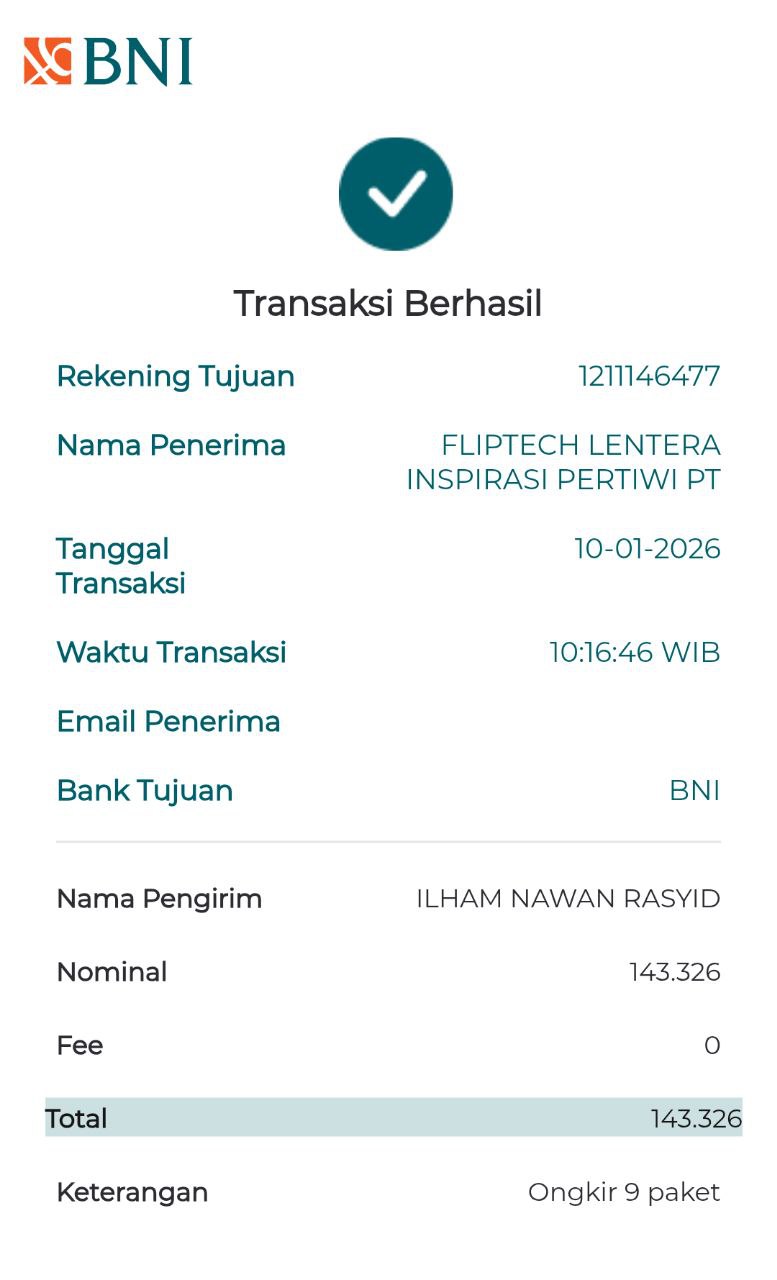 BNI
Transaksi Berhasil
Rekening Tujuan 1211146477
Nama Penerima FLIPTECH LENTERA
INSPIRASI PERTIWI PT
Tanggal 10-01-2026
Transaksi
Waktu Transaksi 10:16:46 WIB
Email Penerima
Bank Tujuan BNI
Nama Pengirim ILHAM NAWAN RASYID
Nominal 143.326
Fee 0
Total 143.326
Keterangan Ongkir 9 paket